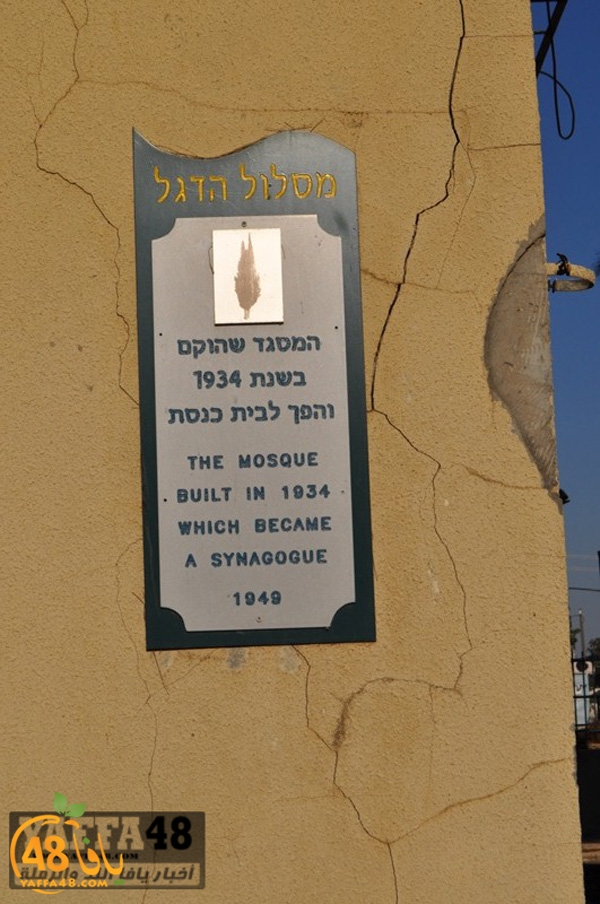 מסלול הדגל
המסגד שהוקם
בשנת 1934
והפך לבית כנסת
THE MOSQUE
BUILT IN 1934
WHICH BECAME
A SYNAGOGUE
1949
YAFFA48
48 يافا
أخبار يافا اللد والرملة
YAFFA48.COM